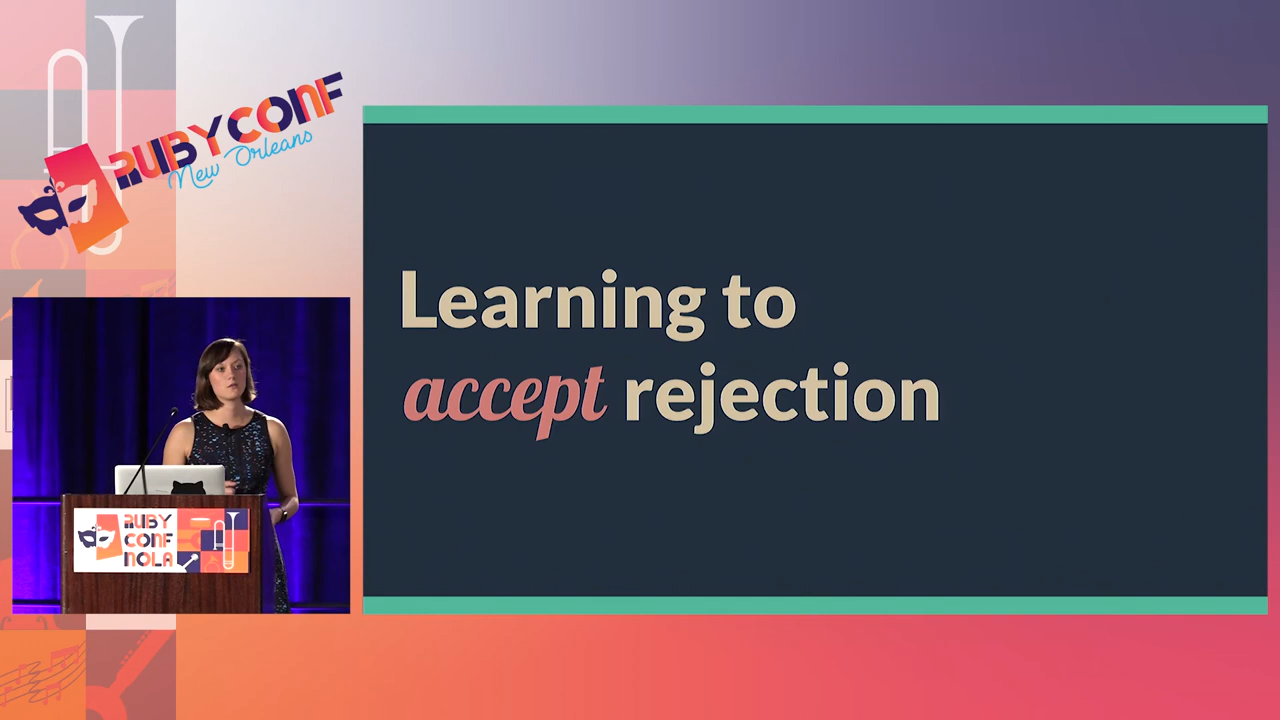 RUBYCONF
New Orleans
Learning to
accept rejection
RUBY
CONF
NOLA